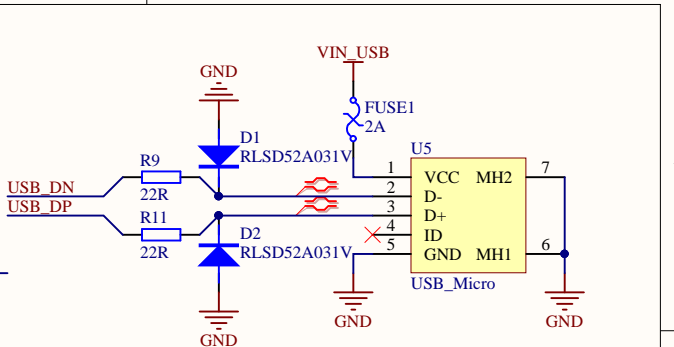 VIN_USB
GND
FUSE1
2A
D1
RLSD52A031V
U5
R9
1
VCC
MH2
7
USB_DN
22R
2
D-
USB_DP
3
D+
R11
4
ID
D2
22R
RLSD52A031V
5
GND
MH1
6
USB_Micro
GND
GND
GND